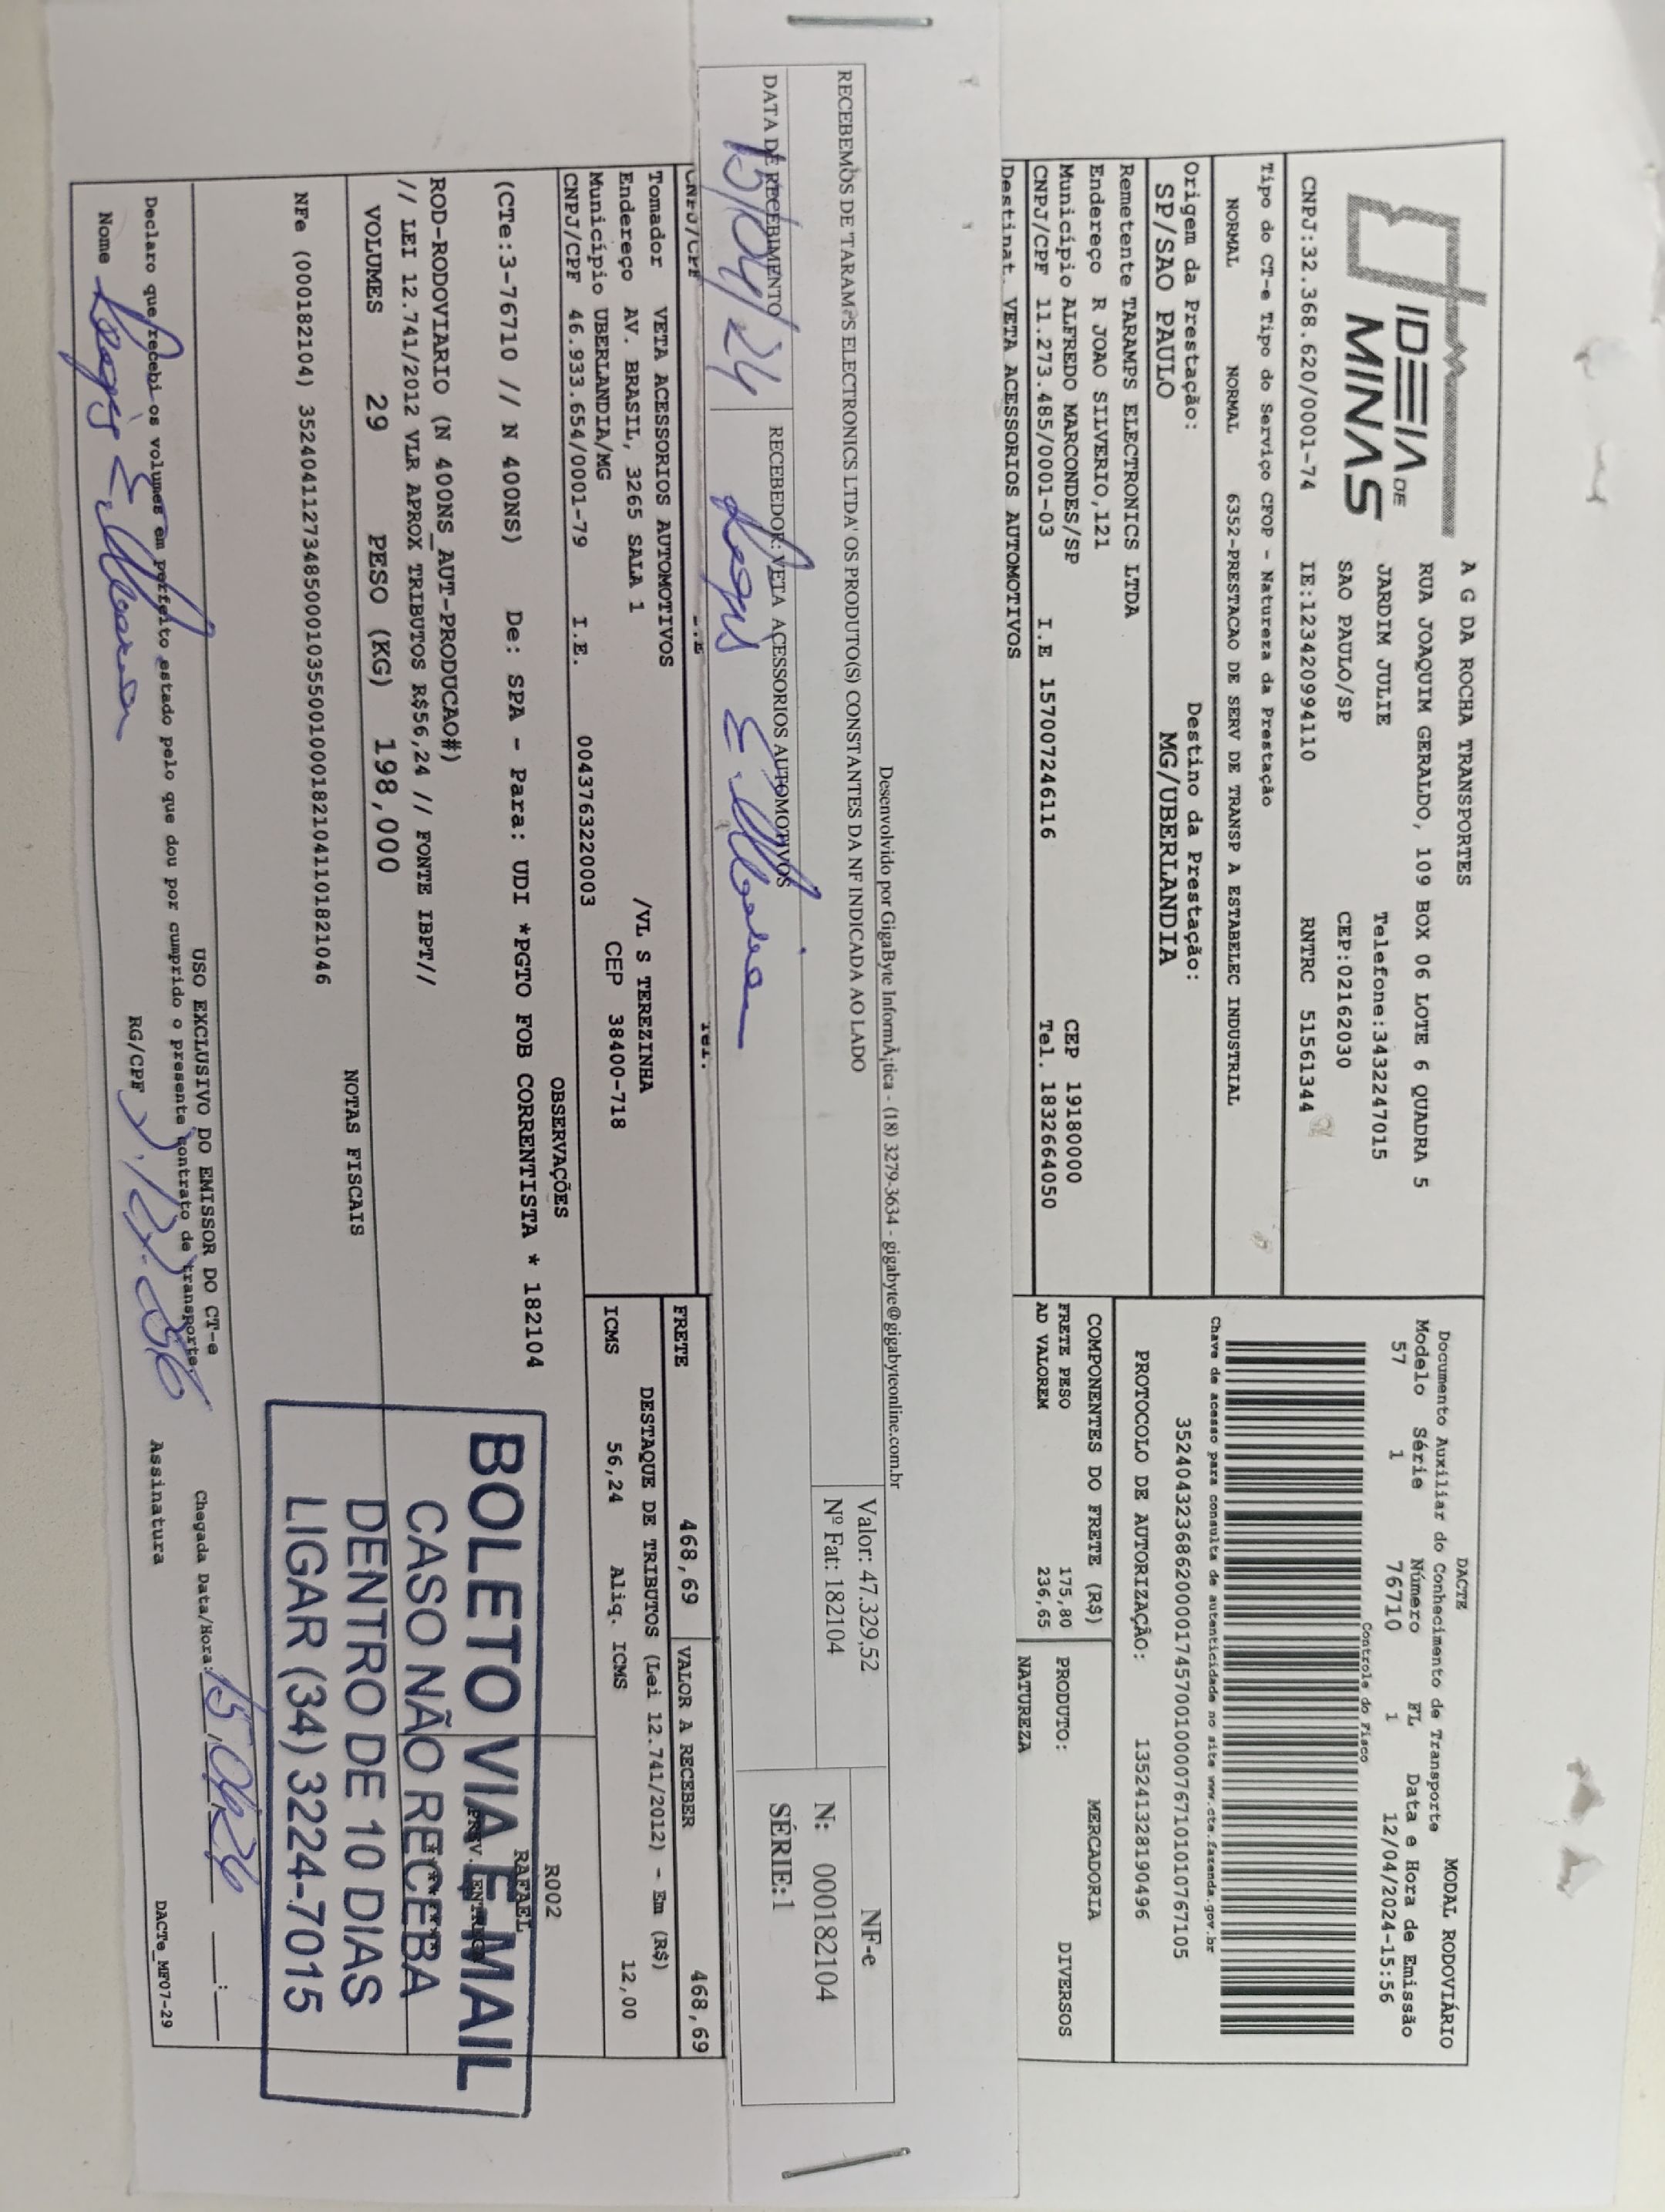 IDEIA DE
MINAS
A G DA ROCHA TRANSPORTES
RUA JOAQUIM GERALDO, 109 BOX 06 LOTE 6 QUADRA 5
JARDIM JULIE Telefone:3432247015
SAO PAULO/SP CEP:02162030
CNPJ:32.368.620/0001-74 IE:123420994110 RNTRC 51561344
DACTE MODAL RODOVIÁRIO
Documento Auxiliar do Conhecimento de Transporte
Modelo Série Número FL Data e Hora de Emissão
57 1 76710 1 12/04/2024-15:56
Controle do Fisco
Chave de acesso para consulta de autenticidade no site www.cte.fazenda.gov.br
35240432368620000174570010000767101010767105
PROTOCOLO DE AUTORIZAÇÃO: 135241328190496
Tipo do CT-e Tipo do Serviço CFOP - Natureza da Prestação
NORMAL NORMAL 6352-PRESTACAO DE SERV DE TRANSP A ESTABELEC INDUSTRIAL
Origem da Prestação: Destino da Prestação:
SP/SAO PAULO MG/UBERLANDIA
Remetente TARAMPS ELECTRONICS LTDA
Endereço R JOAO SILVERIO,121
Município ALFREDO MARCONDES/SP CEP 19180000
CNPJ/CPF 11.273.485/0001-03 I.E 157007246116 Tel. 1832664050
Destinat. VETA ACESSORIOS AUTOMOTIVOS
COMPONENTES DO FRETE (R$) MERCADORIA
FRETE PESO 175,80 PRODUTO: DIVERSOS
AD VALOREM 236,65
NATUREZA
Desenvolvido por GigaByte InformÃ¡tica - (18) 3279-3634 - gigabyte@gigabyteonline.com.br
RECEBEMOS DE 'TARAMPS ELECTRONICS LTDA' OS PRODUTO(S) CONSTANTES DA NF INDICADA AO LADO
Valor: 47.329,52
Nº Fat: 182104
NF-e
N: 000182104
SÉRIE:1
DATA DE RECEBIMENTO RECEBEDOR: VETA ACESSORIOS AUTOMOTIVOS
15/04/24
CNPJ/CPF I.E Tel.
Tomador VETA ACESSORIOS AUTOMOTIVOS
Endereço AV. BRASIL, 3265 SALA 1 /VL S TEREZINHA
Município UBERLANDIA/MG CEP 38400-718
CNPJ/CPF 46.933.654/0001-79 I.E. 0043763220003
FRETE 468,69 VALOR A RECEBER 468,69
DESTAQUE DE TRIBUTOS (Lei 12.741/2012) - Em (R$)
ICMS 56,24 Aliq. ICMS 12,00
OBSERVAÇÕES
(CTe:3-76710 // N 400NS) De: SPA - Para: UDI *PGTO FOB CORRENTISTA * 182104
ROD-RODOVIARIO (N 400NS_AUT-PRODUCAO#)
// LEI 12.741/2012 VLR APROX TRIBUTOS R$56,24 // FONTE IBPT//
R002
RAFAEL
PREV. ENTREGA
VOLUMES 29 PESO (KG) 198,000
NOTAS FISCAIS
NFe (000182104) 35240411273485000103550010001821041101821046
BOLETO VIA E-MAIL
CASO NÃO RECEBA
DENTRO DE 10 DIAS
LIGAR (34) 3224-7015
USO EXCLUSIVO DO EMISSOR DO CT-e
Declaro que recebi os volumes em perfeito estado pelo que dou por cumprido o presente contrato de transporte.
Chegada Data/Hora:
Nome RG/CPF Assinatura
DACTe_MF07-29